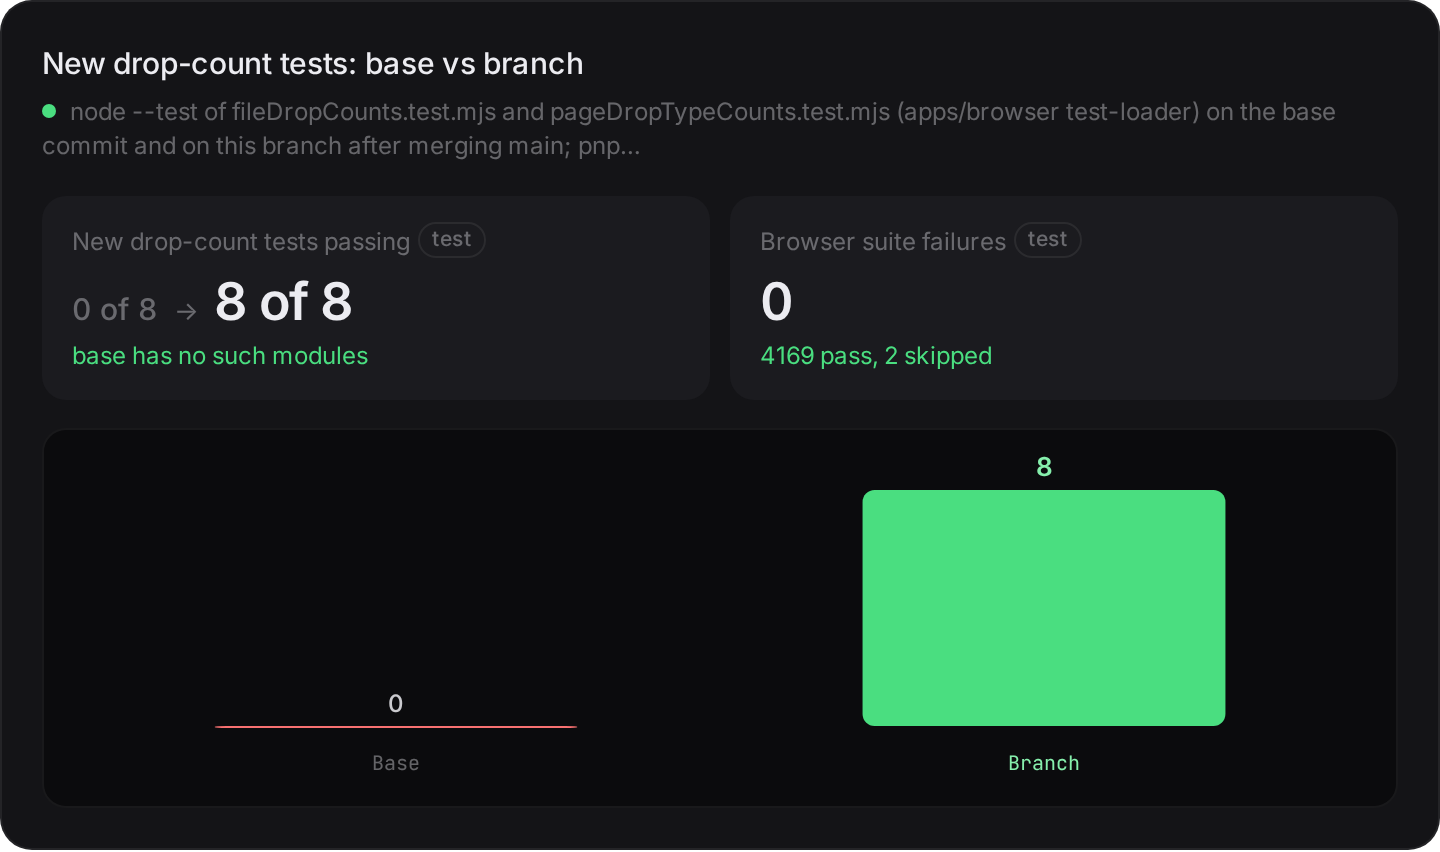 New drop-count tests: base vs branch
node --test of fileDropCounts.test.mjs and pageDropTypeCounts.test.mjs (apps/browser test-loader) on the base
commit and on this branch after merging main; pnp...
New drop-count tests passing test
0 of 8 → 8 of 8
base has no such modules
Browser suite failures test
0
4169 pass, 2 skipped
8
0
Base
Branch